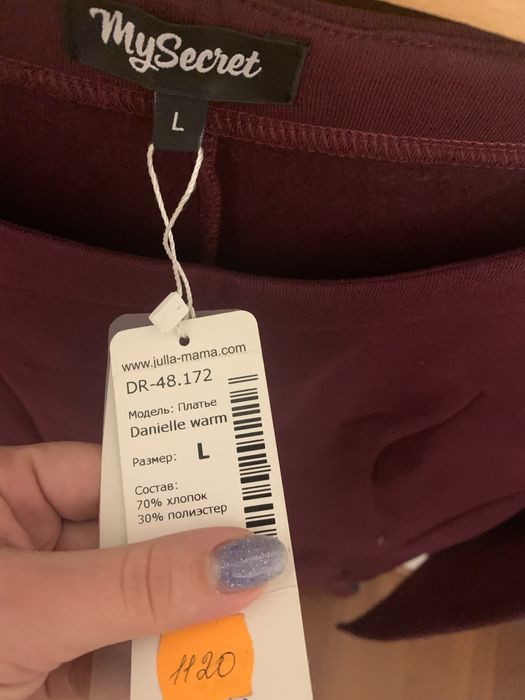 MySecret
L
www.julla-mama.com
DR-48.172
Модель: Платье
Danielle warm
Размер: L
Состав:
70% хлопок
30% полиэстер
1120